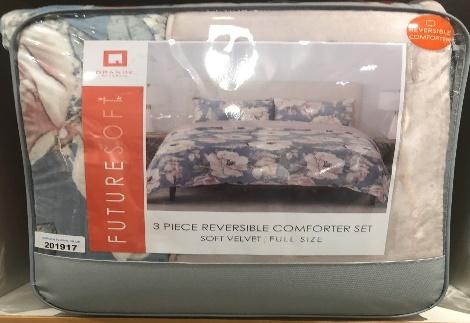 REVERSIBLE
COMFORTER
FUTURESOFT
3 PIECE REVERSIBLE COMFORTER SET
SOFT VELVET, FULL SIZE
201917